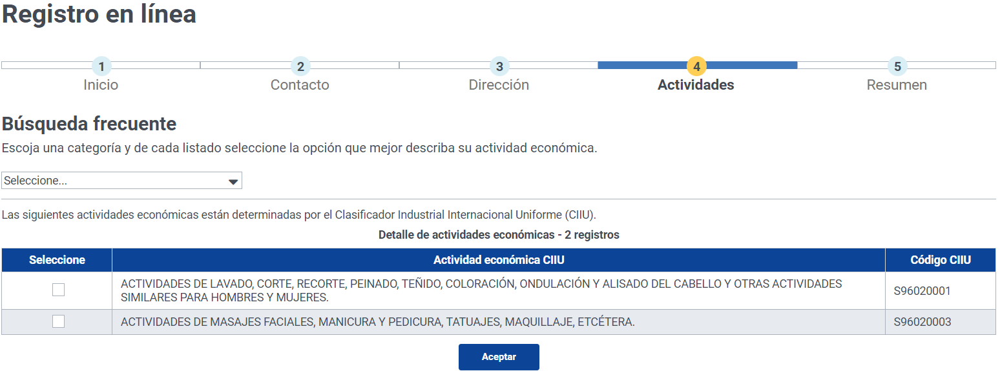 Registro en línea
1 2 3 4 5
Inicio Contacto Dirección Actividades Resumen
Búsqueda frecuente
Escoja una categoría y de cada listado seleccione la opción que mejor describa su actividad económica.
Seleccione...
Las siguientes actividades económicas están determinadas por el Clasificador Industrial Internacional Uniforme (CIIU).
Detalle de actividades económicas - 2 registros
Seleccione Actividad económica CIIU Código CIIU
ACTIVIDADES DE LAVADO, CORTE, RECORTE, PEINADO, TEÑIDO, COLORACIÓN, ONDULACIÓN Y ALISADO DEL CABELLO Y OTRAS ACTIVIDADES
SIMILARES PARA HOMBRES Y MUJERES.
S96020001
ACTIVIDADES DE MASAJES FACIALES, MANICURA Y PEDICURA, TATUAJES, MAQUILLAJE, ETCÉTERA. S96020003
Aceptar